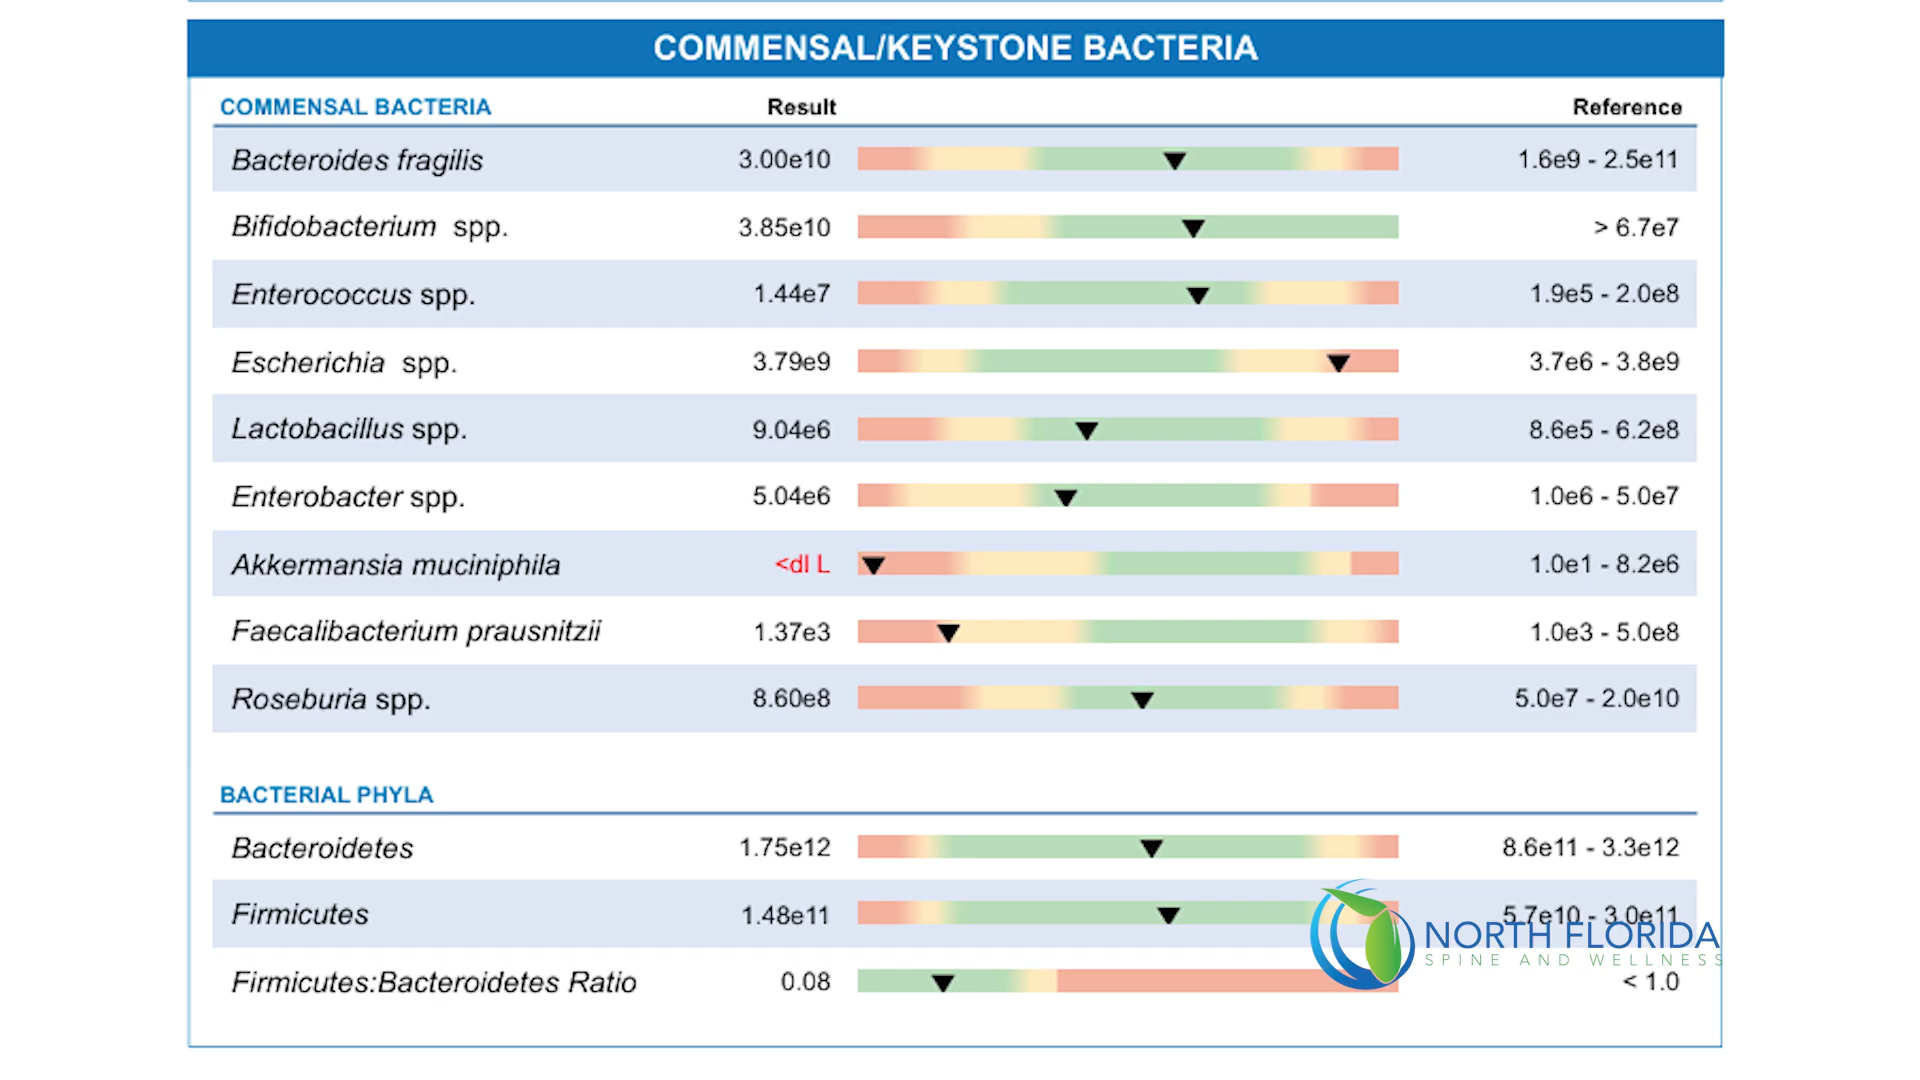 COMMENSAL/KEYSTONE BACTERIA
COMMENSAL BACTERIA Result Reference
Bacteroides fragilis 3.00e10 1.6e9 - 2.5e11
Bifidobacterium spp. 3.85e10 > 6.7e7
Enterococcus spp. 1.44e7 1.9e5 - 2.0e8
Escherichia spp. 3.79e9 3.7e6 - 3.8e9
Lactobacillus spp. 9.04e6 8.6e5 - 6.2e8
Enterobacter spp. 5.04e6 1.0e6 - 5.0e7
Akkermansia muciniphila <dl L 1.0e1 - 8.2e6
Faecalibacterium prausnitzii 1.37e3 1.0e3 - 5.0e8
Roseburia spp. 8.60e8 5.0e7 - 2.0e10
BACTERIAL PHYLA
Bacteroidetes 1.75e12 8.6e11 - 3.3e12
Firmicutes 1.48e11 5.7e10 - 3.0e11
NORTH FLORIDA
SPINE AND WELLNESS
Firmicutes:Bacteroidetes Ratio 0.08 < 1.0